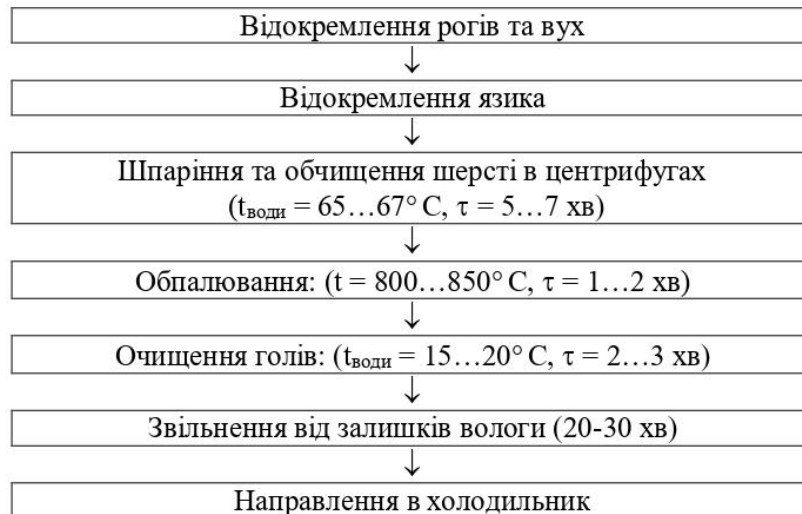 Відокремлення рогів та вух
↓
Відокремлення язика
↓
Шпаріння та обчищення шерсті в центрифугах
(tводи = 65…67° С, τ = 5…7 хв)
↓
Обпалювання: (t = 800…850° С, τ = 1…2 хв)
↓
Очищення голів: (tводи = 15…20° С, τ = 2…3 хв)
↓
Звільнення від залишків вологи (20-30 хв)
↓
Направлення в холодильник